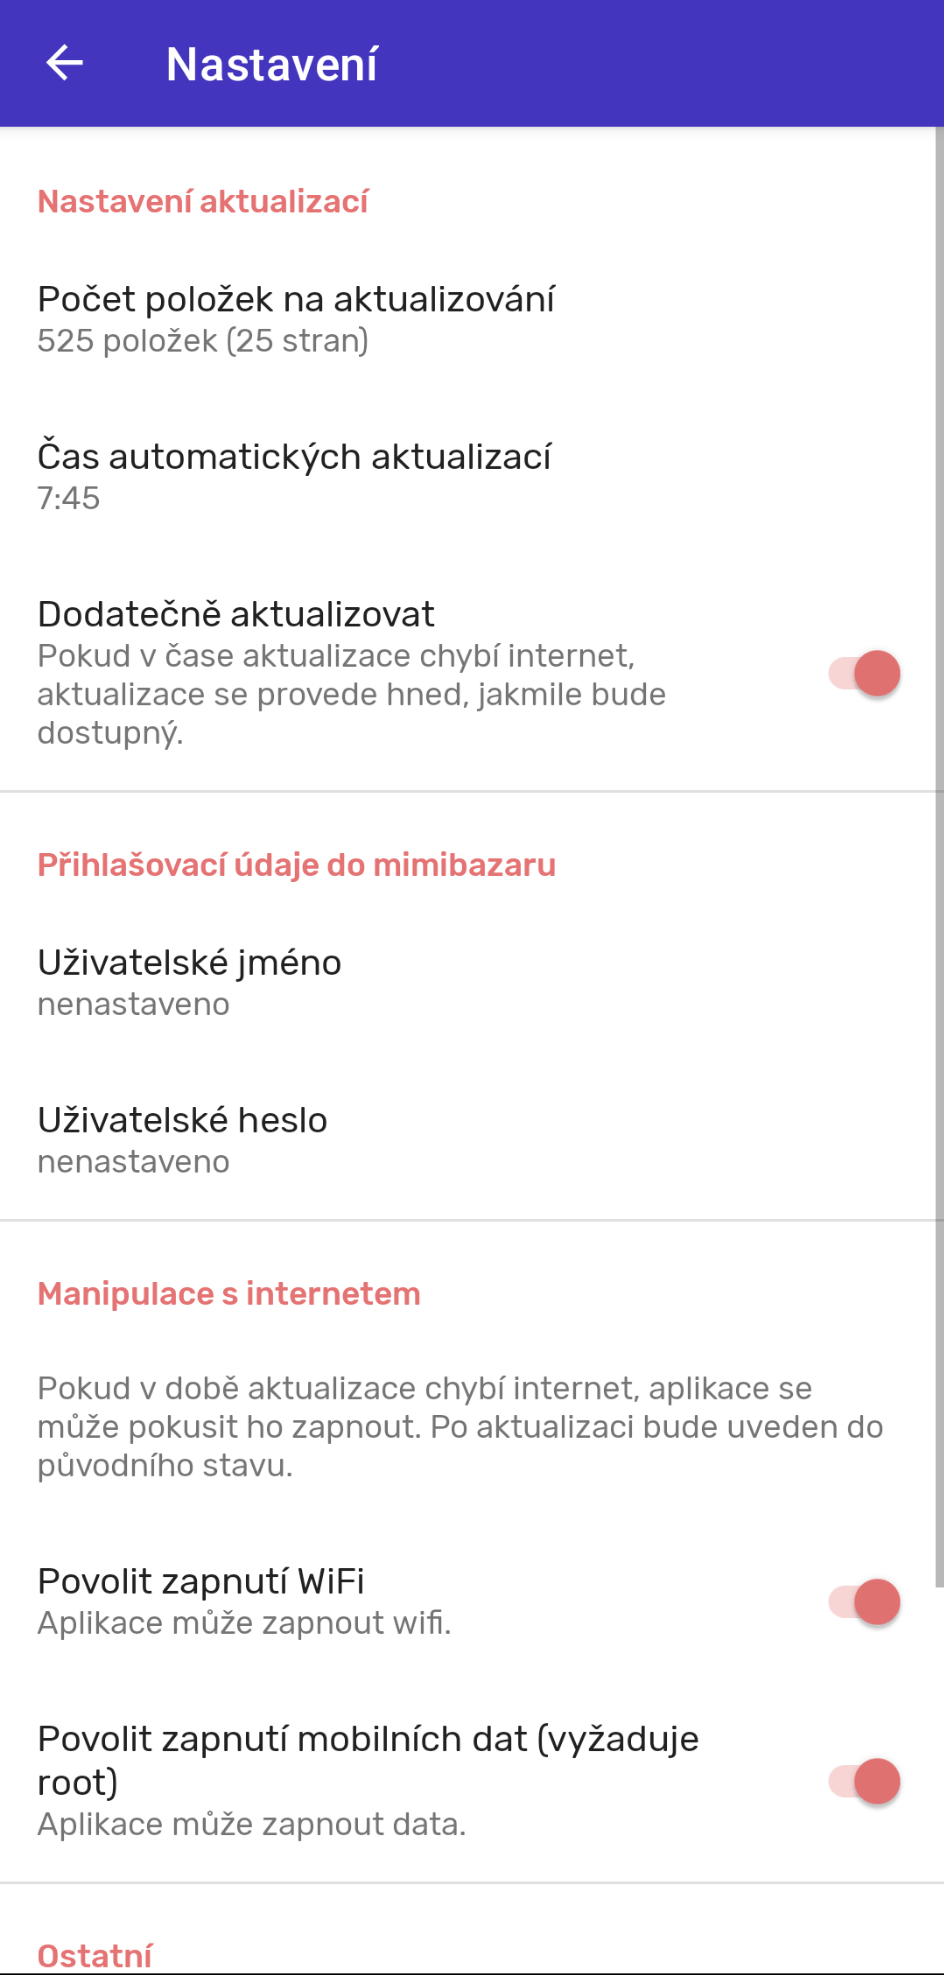 Nastavení
Nastavení aktualizací
Počet položek na aktualizování
525 položek (25 stran)
Čas automatických aktualizací
7:45
Dodatečně aktualizovat
Pokud v čase aktualizace chybí internet,
aktualizace se provede hned, jakmile bude
dostupný.
Přihlašovací údaje do mimibazaru
Uživatelské jméno
nenastaveno
Uživatelské heslo
nenastaveno
Manipulace s internetem
Pokud v době aktualizace chybí internet, aplikace se
může pokusit ho zapnout. Po aktualizaci bude uveden do
původního stavu.
Povolit zapnutí WiFi
Aplikace může zapnout wifi.
Povolit zapnutí mobilních dat (vyžaduje
root)
Aplikace může zapnout data.
Ostatní